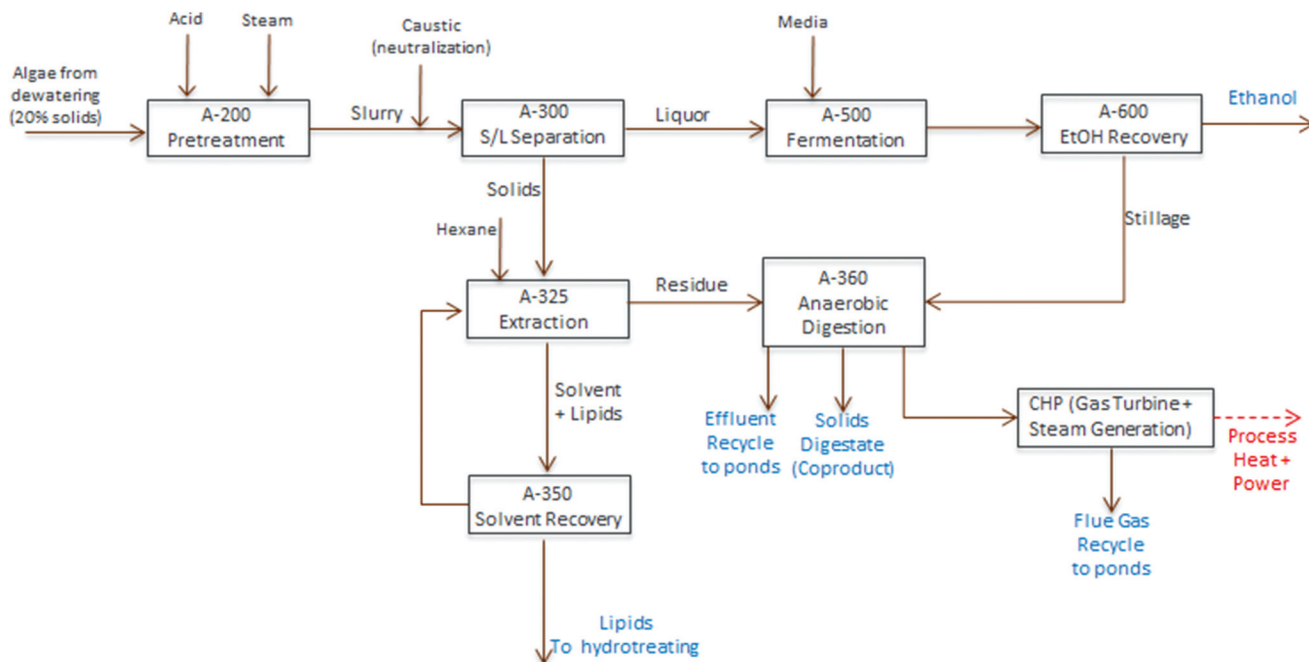 Acid
Steam
Caustic
(neutralization)
Media
Algae from
dewatering
(20% solids)
A-200
Pretreatment
Slurry
A-300
S/L Separation
Liquor
A-500
Fermentation
A-600
EtOH Recovery
Ethanol
Solids
Hexane
Stillage
A-325
Extraction
Residue
A-360
Anaerobic
Digestion
Solvent
+ Lipids
Effluent
Recycle
to ponds
Solids
Digestate
(Coproduct)
CHP (Gas Turbine +
Steam Generation)
Process
Heat +
Power
A-350
Solvent Recovery
Flue Gas
Recycle
to ponds
Lipids
To hydrotreating